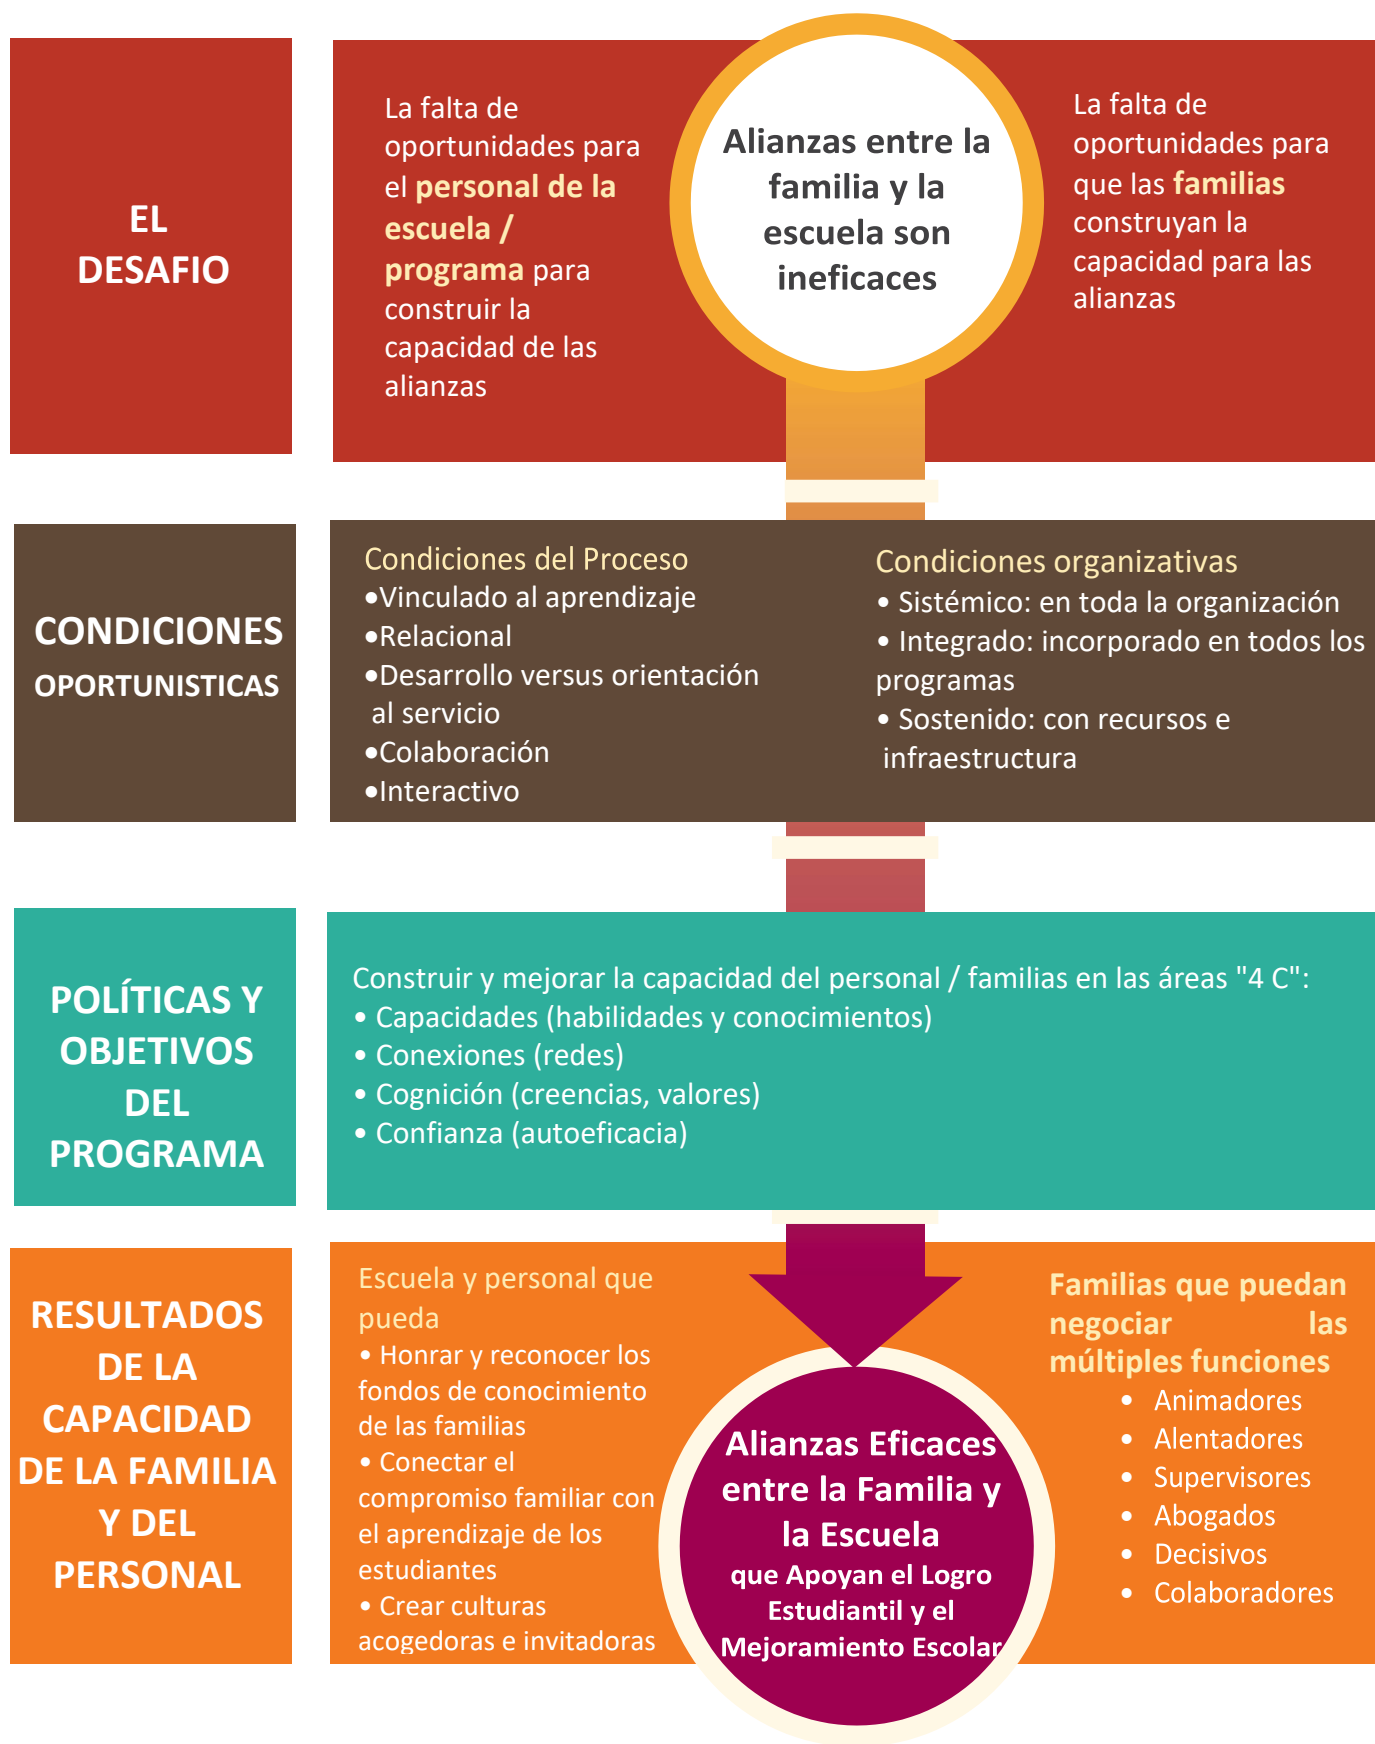 EL
DESAFIO
La falta de
oportunidades para
el personal de la
escuela /
programa para
construir la
capacidad de las
alianzas
Alianzas entre la
familia y la
escuela son
ineficaces
La falta de
oportunidades para
que las familias
construyan la
capacidad para las
alianzas
CONDICIONES
OPORTUNISTICAS
Condiciones del Proceso
•Vinculado al aprendizaje
•Relacional
•Desarrollo versus orientación
al servicio
•Colaboración
•Interactivo
Condiciones organizativas
• Sistémico: en toda la organización
• Integrado: incorporado en todos los
programas
• Sostenido: con recursos e
infraestructura
POLÍTICAS Y
OBJETIVOS
DEL
PROGRAMA
Construir y mejorar la capacidad del personal / familias en las áreas "4 C":
• Capacidades (habilidades y conocimientos)
• Conexiones (redes)
• Cognición (creencias, valores)
• Confianza (autoeficacia)
RESULTADOS
DE LA
CAPACIDAD
DE LA FAMILIA
Y DEL
PERSONAL
Escuela y personal que
pueda
• Honrar y reconocer los
fondos de conocimiento
de las familias
• Conectar el
compromiso familiar con
el aprendizaje de los
estudiantes
• Crear culturas
acogedoras e invitadoras
Alianzas Eficaces
entre la Familia y
la Escuela
que Apoyan el Logro
Estudiantil y el
Mejoramiento Escolar
Familias que puedan
negociar las
múltiples funciones
• Animadores
• Alentadores
• Supervisores
• Abogados
• Decisivos
• Colaboradores